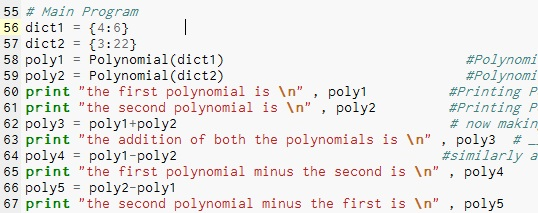 55 # Main Program
56 dict1 = {4:6}
57 dict2 = {3:22}
58 poly1 = Polynomial(dict1) #Polynomi
59 poly2 = Polynomial(dict2) #Polynomi
60 print "the first polynomial is \n" , poly1 #Printing P
61 print "the second polynomial is \n" , poly2 #Printing P
62 poly3 = poly1+poly2 # now makin
63 print "the addition of both the polynomials is \n" , poly3 # _
64 poly4 = poly1-poly2 #similarly a
65 print "the first polynomial minus the second is \n" , poly4
66 poly5 = poly2-poly1
67 print "the second polynomial minus the first is \n" , poly5